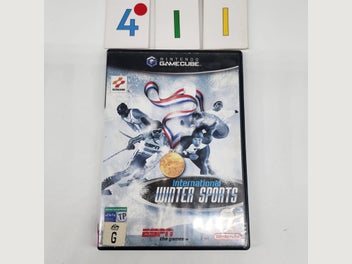 4 1 1
NINTENDO
GAMECUBE
KONAMI
International
WINTER SPORTS
ESPN
the games
G